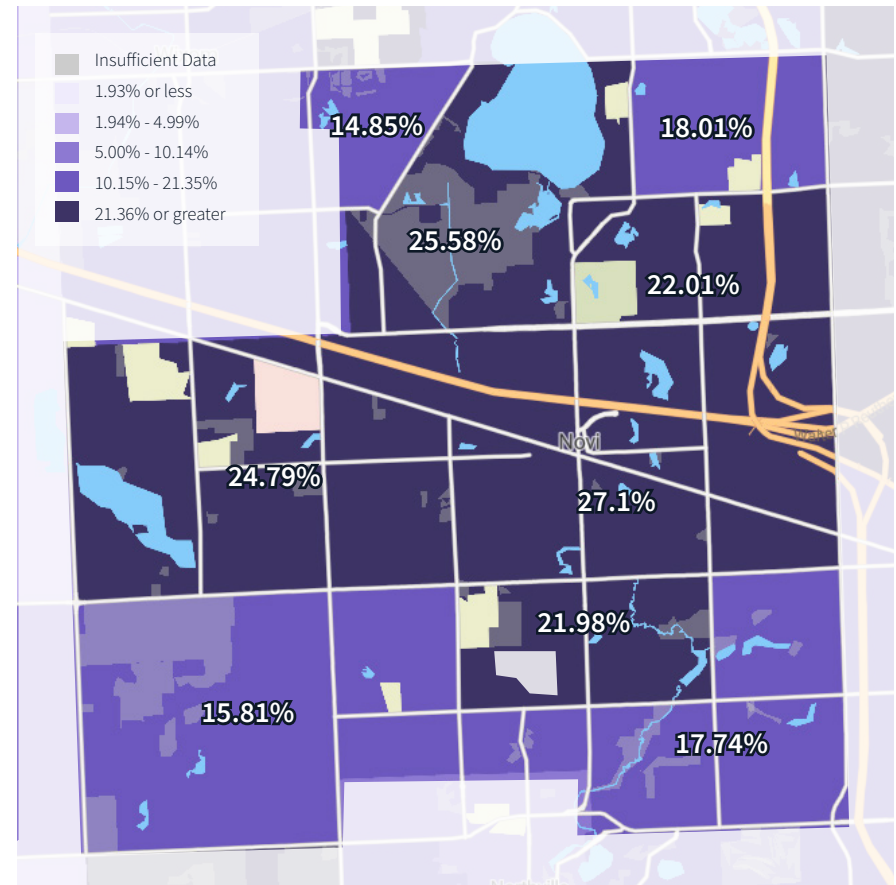 Insufficient Data
1.93% or less
1.94% - 4.99%
5.00% - 10.14%
10.15% - 21.35%
21.36% or greater
14.85%
18.01%
25.58%
22.01%
Novi
24.79%
27.1%
21.98%
15.81%
17.74%